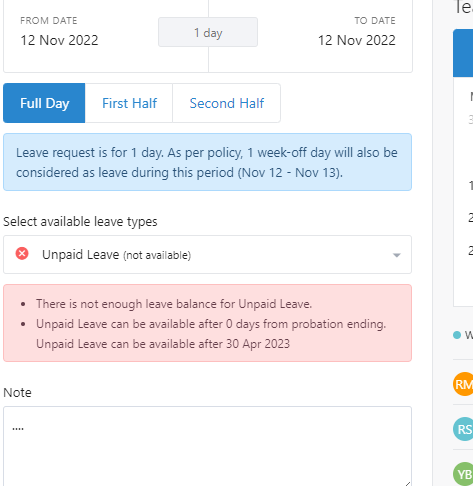 Te
FROM DATE
1 day
TO DATE
12 Nov 2022
12 Nov 2022
Full Day
First Half
Second Half
Leave request is for 1 day. As per policy, 1 week-off day will also be
considered as leave during this period (Nov 12 - Nov 13).
Select available leave types
Unpaid Leave (not available)
• There is not enough leave balance for Unpaid Leave.
• Unpaid Leave can be available after 0 days from probation ending.
Unpaid Leave can be available after 30 Apr 2023
W
RM
Note
....
RS
YB